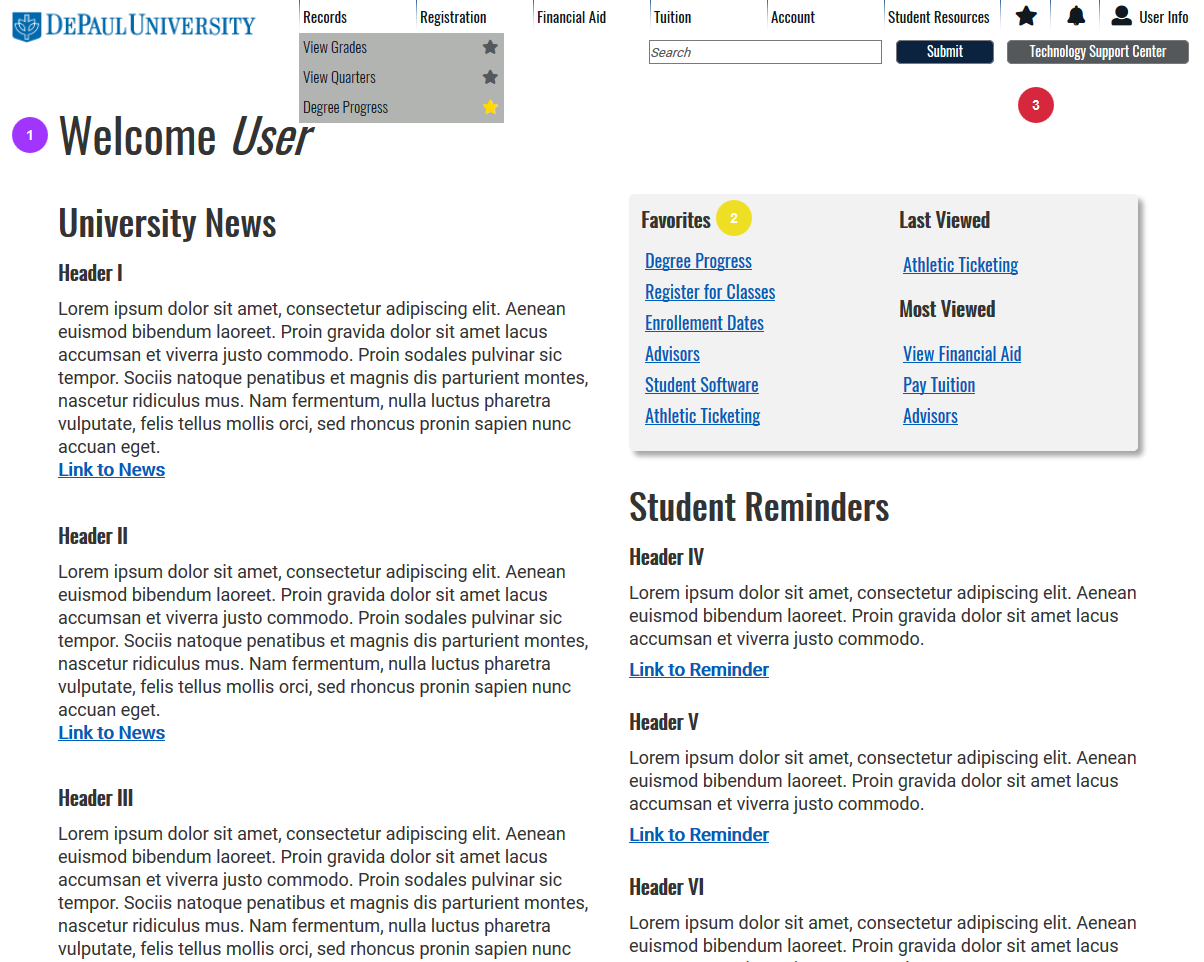 DEPAUL UNIVERSITY
Records
Registration
Financial Aid
Tuition
Account
Student Resources
User Info
View Grades
View Quarters
Degree Progress
Search
Submit
Technology Support Center
3
1
Welcome User
University News
Header I
Lorem ipsum dolor sit amet, consectetur adipiscing elit. Aenean
euismod bibendum laoreet. Proin gravida dolor sit amet lacus
accumsan et viverra justo commodo. Proin sodales pulvinar sic
tempor. Sociis natoque penatibus et magnis dis parturient montes,
nascetur ridiculus mus. Nam fermentum, nulla luctus pharetra
vulputate, felis tellus mollis orci, sed rhoncus pronin sapien nunc
accuan eget.
Link to News
Header II
Lorem ipsum dolor sit amet, consectetur adipiscing elit. Aenean
euismod bibendum laoreet. Proin gravida dolor sit amet lacus
accumsan et viverra justo commodo. Proin sodales pulvinar sic
tempor. Sociis natoque penatibus et magnis dis parturient montes,
nascetur ridiculus mus. Nam fermentum, nulla luctus pharetra
vulputate, felis tellus mollis orci, sed rhoncus pronin sapien nunc
accuan eget.
Link to News
Header III
Lorem ipsum dolor sit amet, consectetur adipiscing elit. Aenean
euismod bibendum laoreet. Proin gravida dolor sit amet lacus
accumsan et viverra justo commodo. Proin sodales pulvinar sic
tempor. Sociis natoque penatibus et magnis dis parturient montes,
nascetur ridiculus mus. Nam fermentum, nulla luctus pharetra
vulputate, felis tellus mollis orci, sed rhoncus pronin sapien nunc
Favorites
2
Degree Progress
Register for Classes
Enrollement Dates
Advisors
Student Software
Athletic Ticketing
Last Viewed
Athletic Ticketing
Most Viewed
View Financial Aid
Pay Tuition
Advisors
Student Reminders
Header IV
Lorem ipsum dolor sit amet, consectetur adipiscing elit. Aenean
euismod bibendum laoreet. Proin gravida dolor sit amet lacus
accumsan et viverra justo commodo.
Link to Reminder
Header V
Lorem ipsum dolor sit amet, consectetur adipiscing elit. Aenean
euismod bibendum laoreet. Proin gravida dolor sit amet lacus
accumsan et viverra justo commodo.
Link to Reminder
Header VI
Lorem ipsum dolor sit amet, consectetur adipiscing elit. Aenean
euismod bibendum laoreet. Proin gravida dolor sit amet lacus